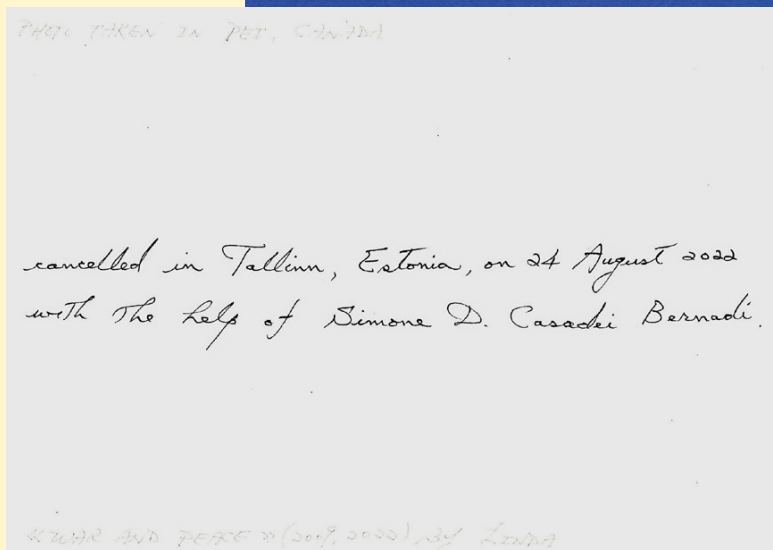 PHOTO TAKEN IN PEI, CANADA
cancelled in Tallinn, Estonia, on 24 August 2022
with the help of Simone D. Casadei Bernadi.
« WAR AND PEACE » (2009, 2022) by LINDA